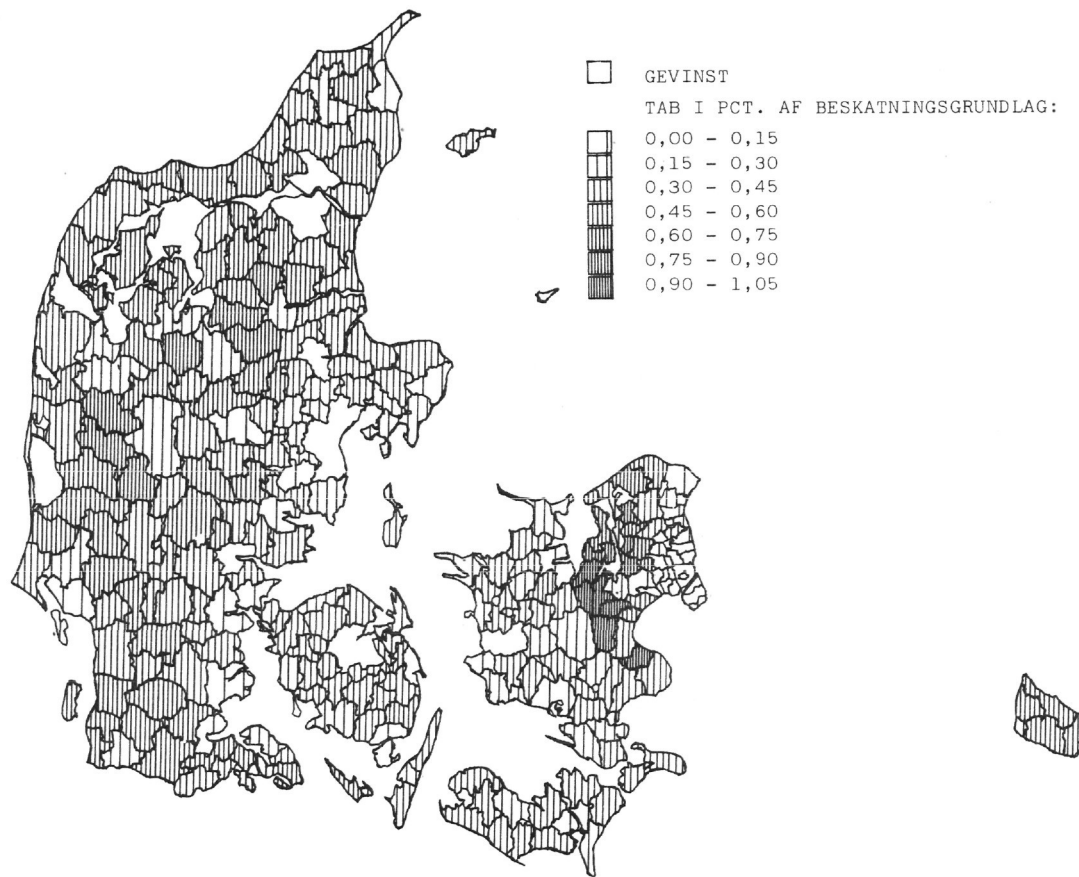 GEVINST
TAB I PCT. AF BESKATNINGSGRUNDLAG:
0,00 - 0,15
0,15 - 0,30
0,30 - 0,45
0,45 - 0,60
0,60 - 0,75
0,75 - 0,90
0,90 - 1,05